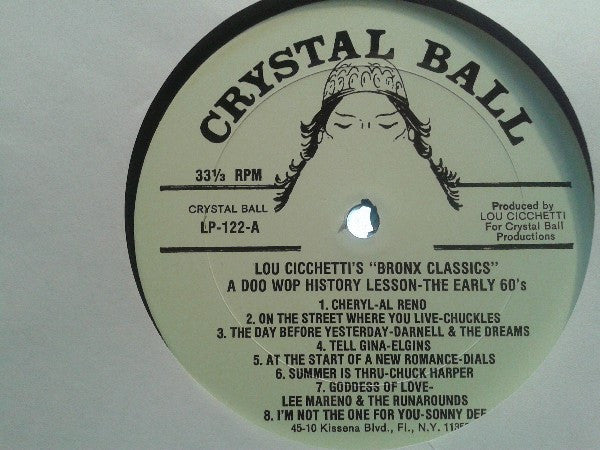 CRYSTAL BALL
33⅓ RPM
CRYSTAL BALL
LP-122-A
Produced by
LOU CICCHETTI
For Crystal Ball
Productions
LOU CICCHETTI'S "BRONX CLASSICS"
A DOO WOP HISTORY LESSON-THE EARLY 60's
1. CHERYL-AL RENO
2. ON THE STREET WHERE YOU LIVE-CHUCKLES
3. THE DAY BEFORE YESTERDAY-DARNELL & THE DREAMS
4. TELL GINA-ELGINS
5. AT THE START OF A NEW ROMANCE-DIALS
6. SUMMER IS THRU-CHUCK HARPER
7. GODDESS OF LOVE-
LEE MARENO & THE RUNAROUNDS
8. I'M NOT THE ONE FOR YOU-SONNY DEE
45-10 Kissena Blvd., Fl., N.Y.